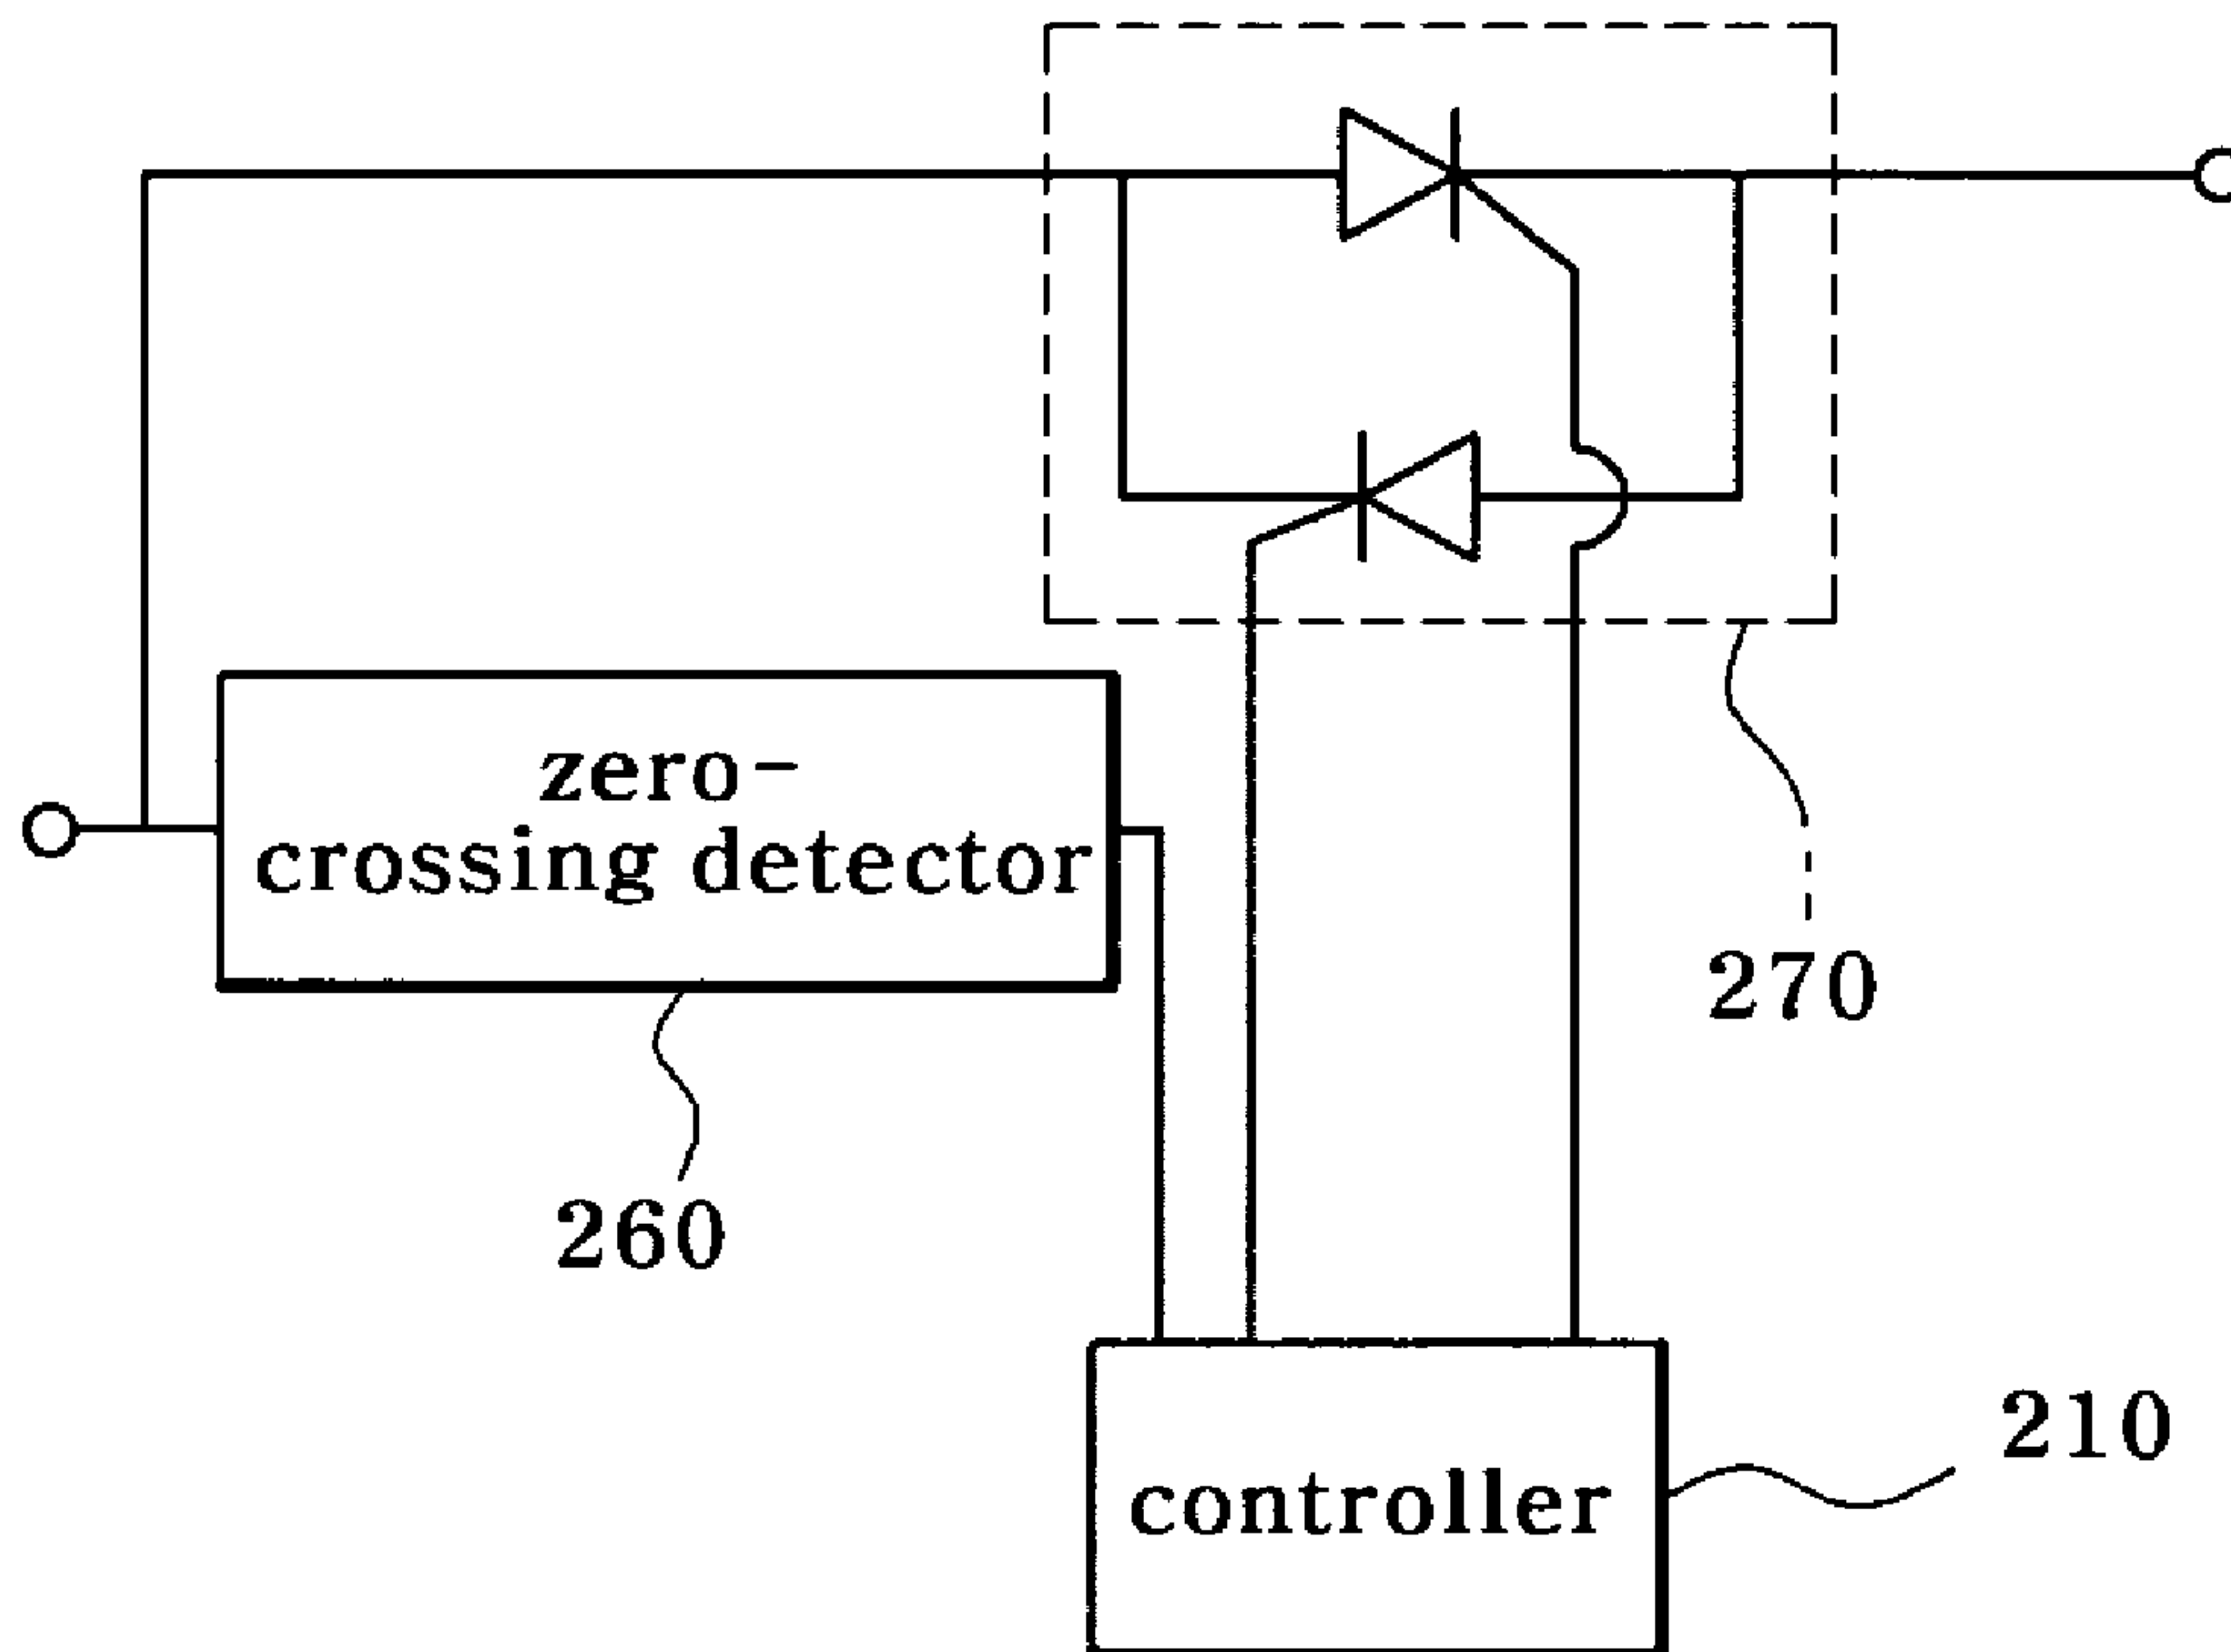 zero-
crossing detector
270
260
210
controller